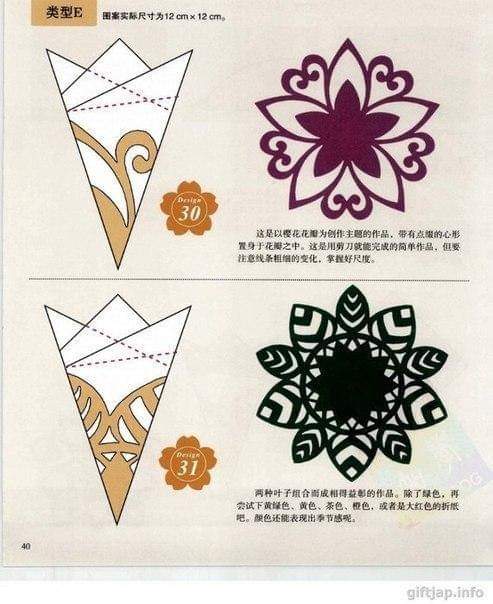 类型E
图案实际尺寸为12 cm×12 cm。
Design
30
这是以樱花花瓣为创作主题的作品，带有点缀的心形
置身于花瓣之中。这是用剪刀就能完成的简单作品，但要
注意线条粗细的变化，掌握好尺度。
Design
31
两种叶子组合而成相得益彰的作品。除了绿色，再
尝试下黄绿色、黄色、茶色、橙色，或者是大红色的折纸
吧。颜色还能表现出季节感呢。
40
giftjap.info